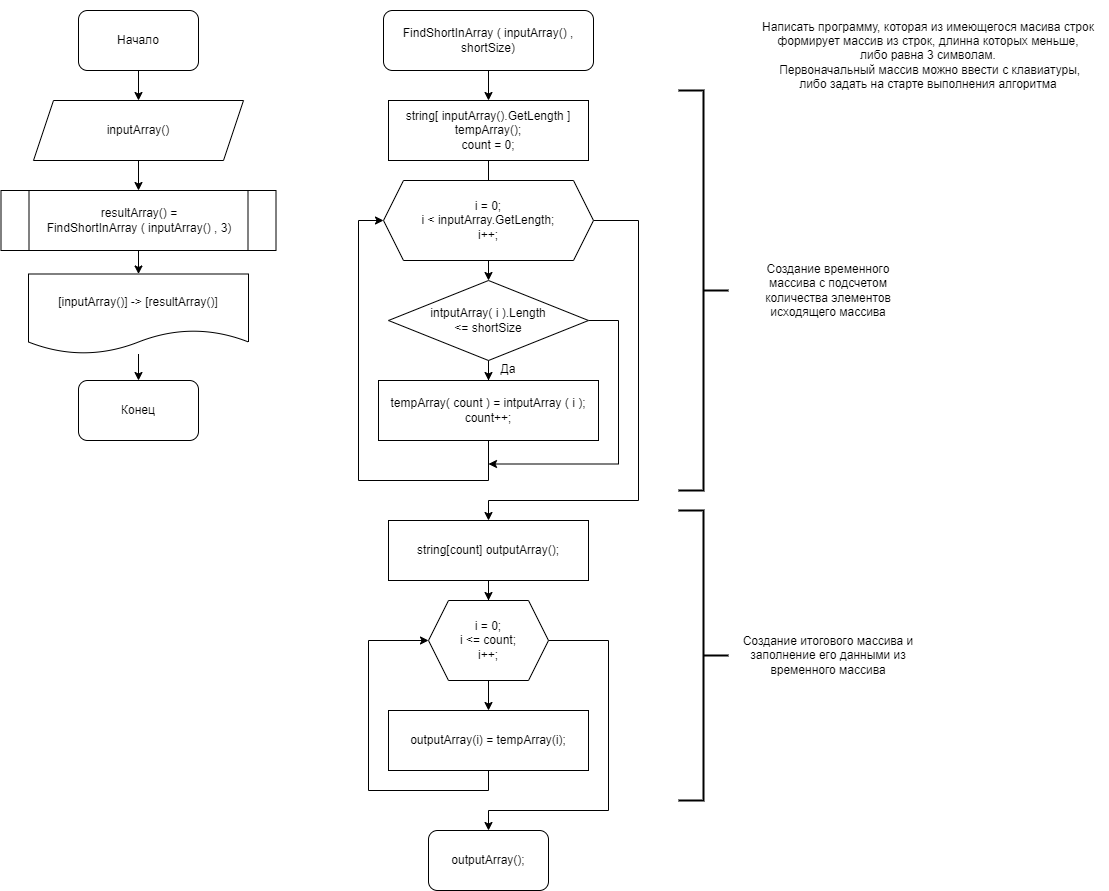 Начало
inputArray()
resultArray() =
FindShortInArray ( inputArray() , 3)
[inputArray()] -> [resultArray()]
Конец
FindShortInArray ( inputArray() ,
shortSize)
string[ inputArray().GetLength ]
tempArray();
count = 0;
i = 0;
i < inputArray.GetLength;
i++;
intputArray( i ).Length
<= shortSize
Да
tempArray( count ) = intputArray ( i );
count++;
string[count] outputArray();
i = 0;
i <= count;
i++;
outputArray(i) = tempArray(i);
outputArray();
Написать программу, которая из имеющегося масива строк
формирует массив из строк, длинна которых меньше,
либо равна 3 символам.
Первоначальный массив можно ввести с клавиатуры,
либо задать на старте выполнения алгоритма
Создание временного
массива с подсчетом
количества элементов
исходящего массива
Создание итогового массива и
заполнение его данными из
временного массива